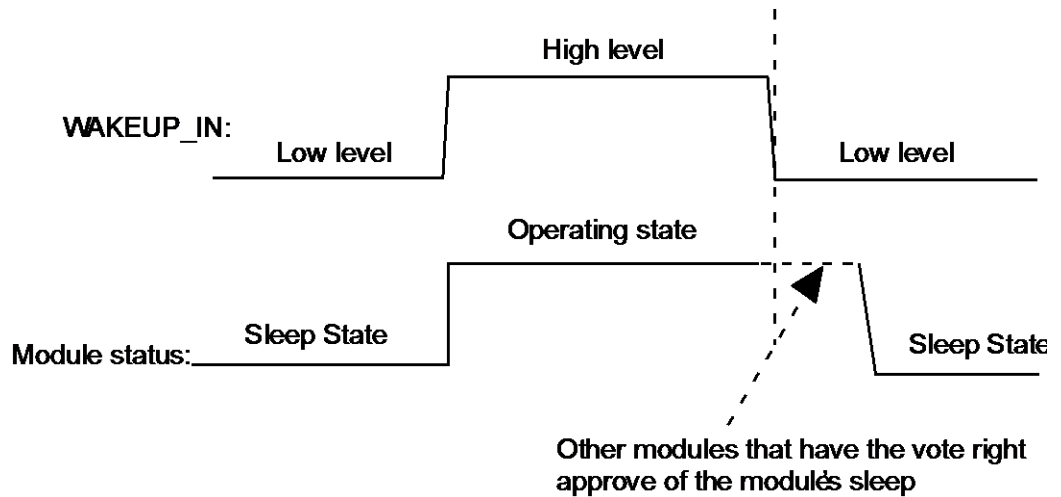 High level
WAKEUP_IN:
Low level
Low level
Operating state
Sleep State
Module status:
Sleep State
Other modules that have the vote right
approve of the module's sleep